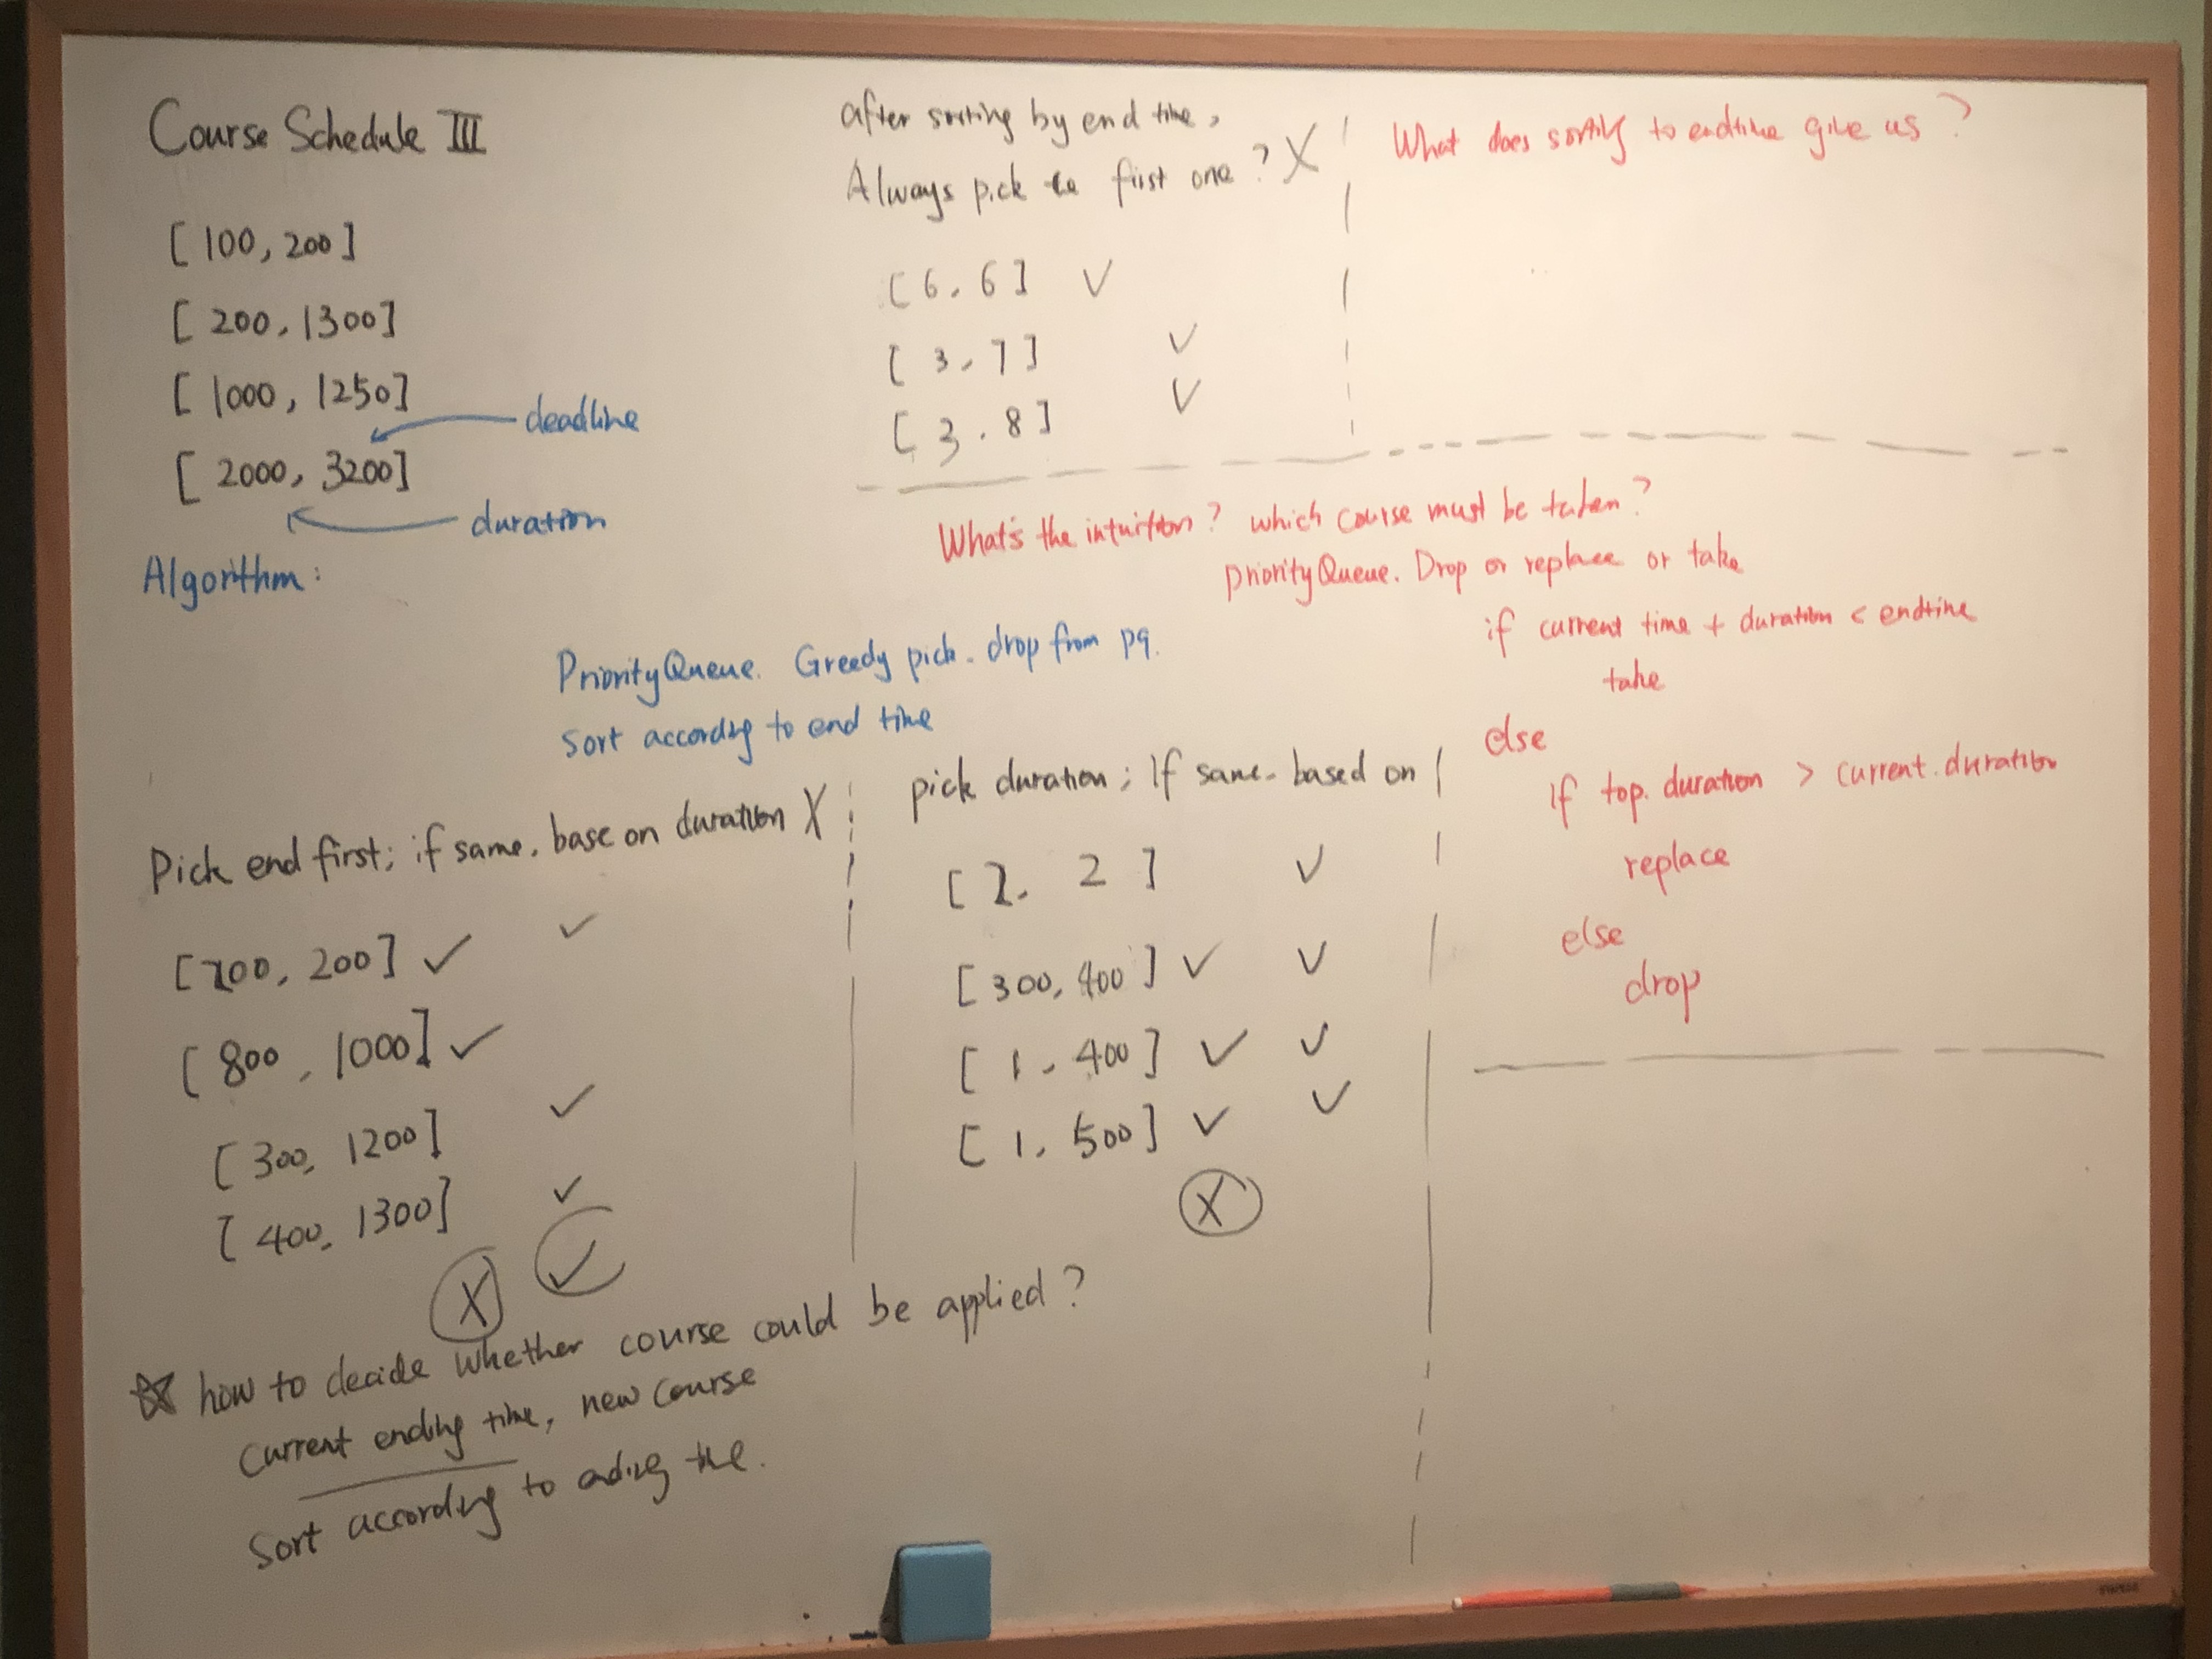 Course Schedule III
[100, 200]
[200, 1300]
[1000, 1250]
deadline
[2000, 3200]
duration
Algorithm:
PriorityQueue. Greedy pick. drop from pq.
Sort according to end time
after sorting by end time,
Always pick the first one? X
[6, 6] ✓
[3, 7] ✓
[3, 8] ✓
What does sorting to endtime give us?
What's the intuition? which course must be taken?
PriorityQueue. Drop or replace or take
if current time + duration < endtime
take
else
if top.duration > current.duration
replace
else
drop
Pick end first; if same, base on duration X
[200, 200] ✓ ✓
[800, 1000] ✓
[300, 1200] ✓
[400, 1300] ✓
X ✓
pick duration; if same, based on
[2, 2] ✓
[300, 400] ✓ ✓
[1, 400] ✓ ✓
[1, 500] ✓ ✓
X
☆ how to decide whether course could be applied?
Current ending time, new course
Sort according to ending time.